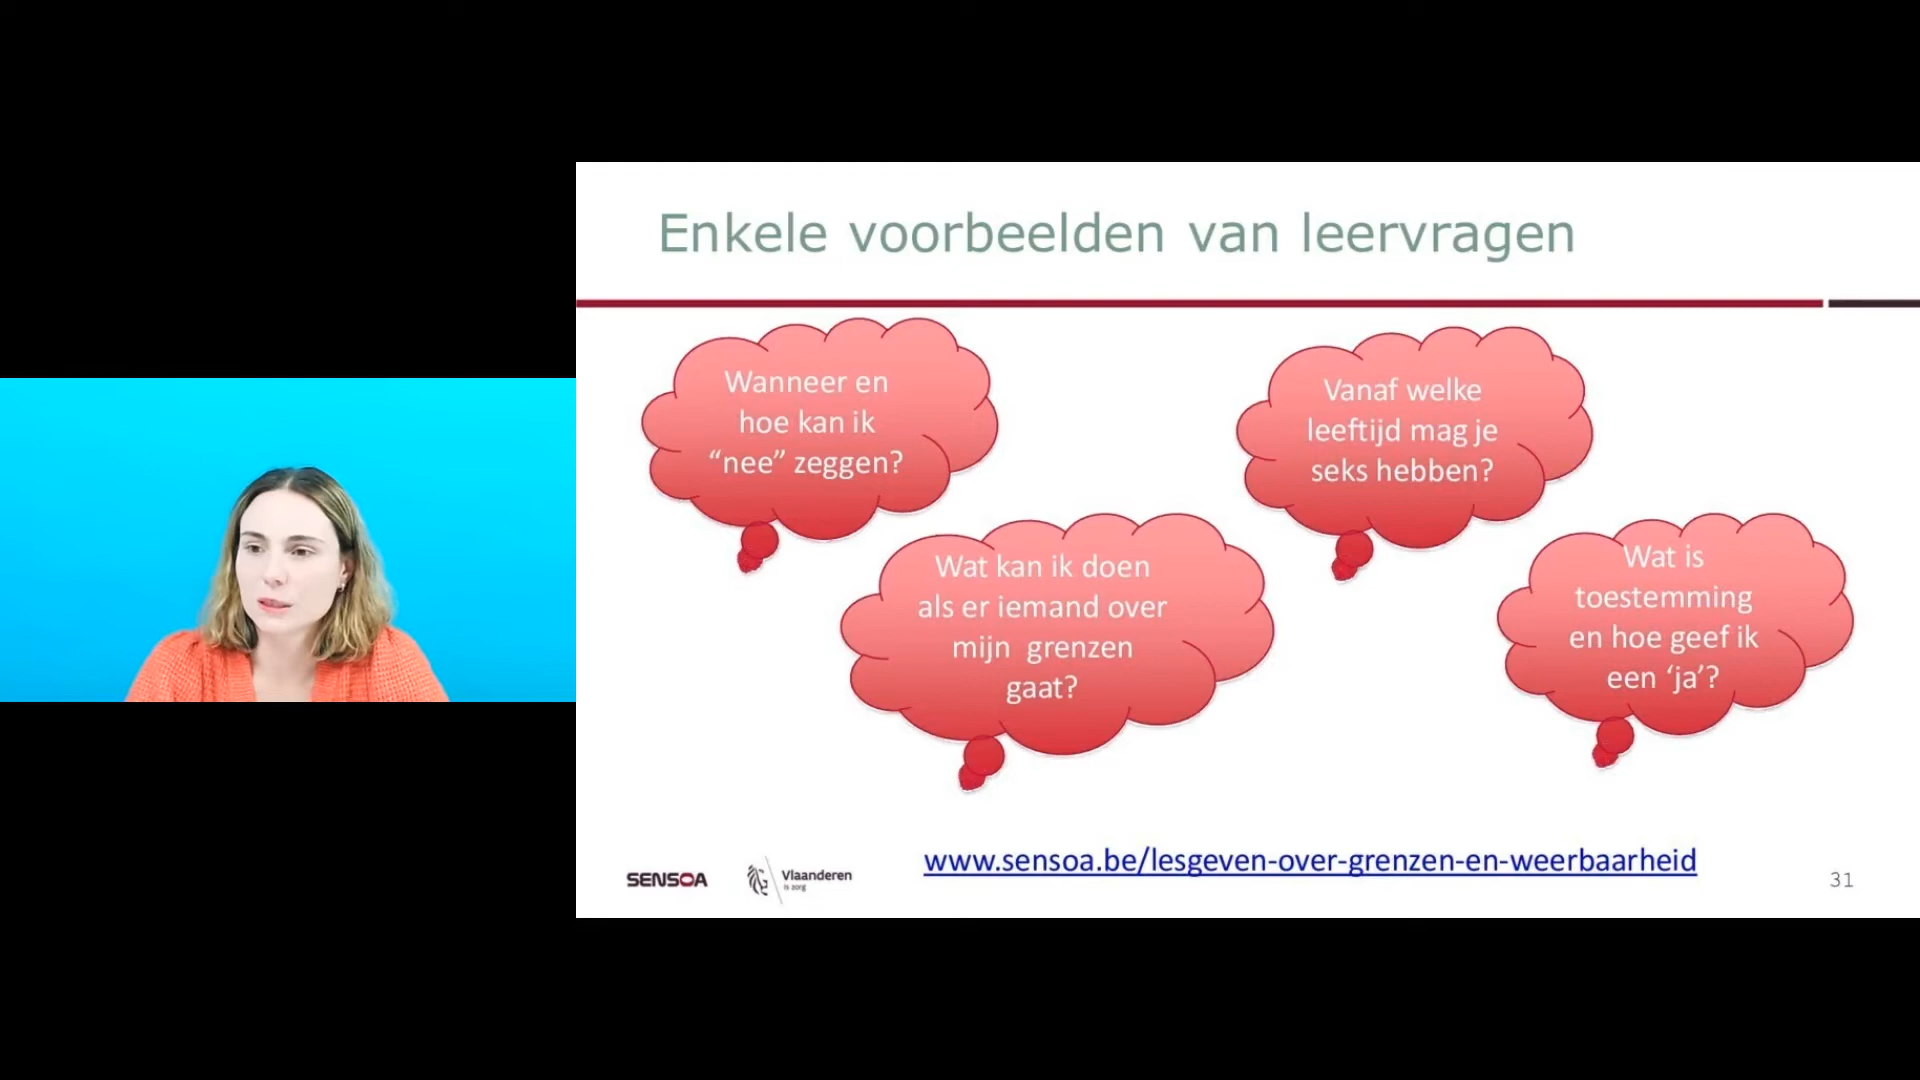 Enkele voorbeelden van leervragen
Wanneer en
hoe kan ik
“nee” zeggen?
Vanaf welke
leeftijd mag je
seks hebben?
Wat kan ik doen
als er iemand over
mijn grenzen
gaat?
Wat is
toestemming
en hoe geef ik
een ‘ja’?
www.sensoa.be/lesgeven-over-grenzen-en-weerbaarheid
SENSOA
Vlaanderen
is zorg
31